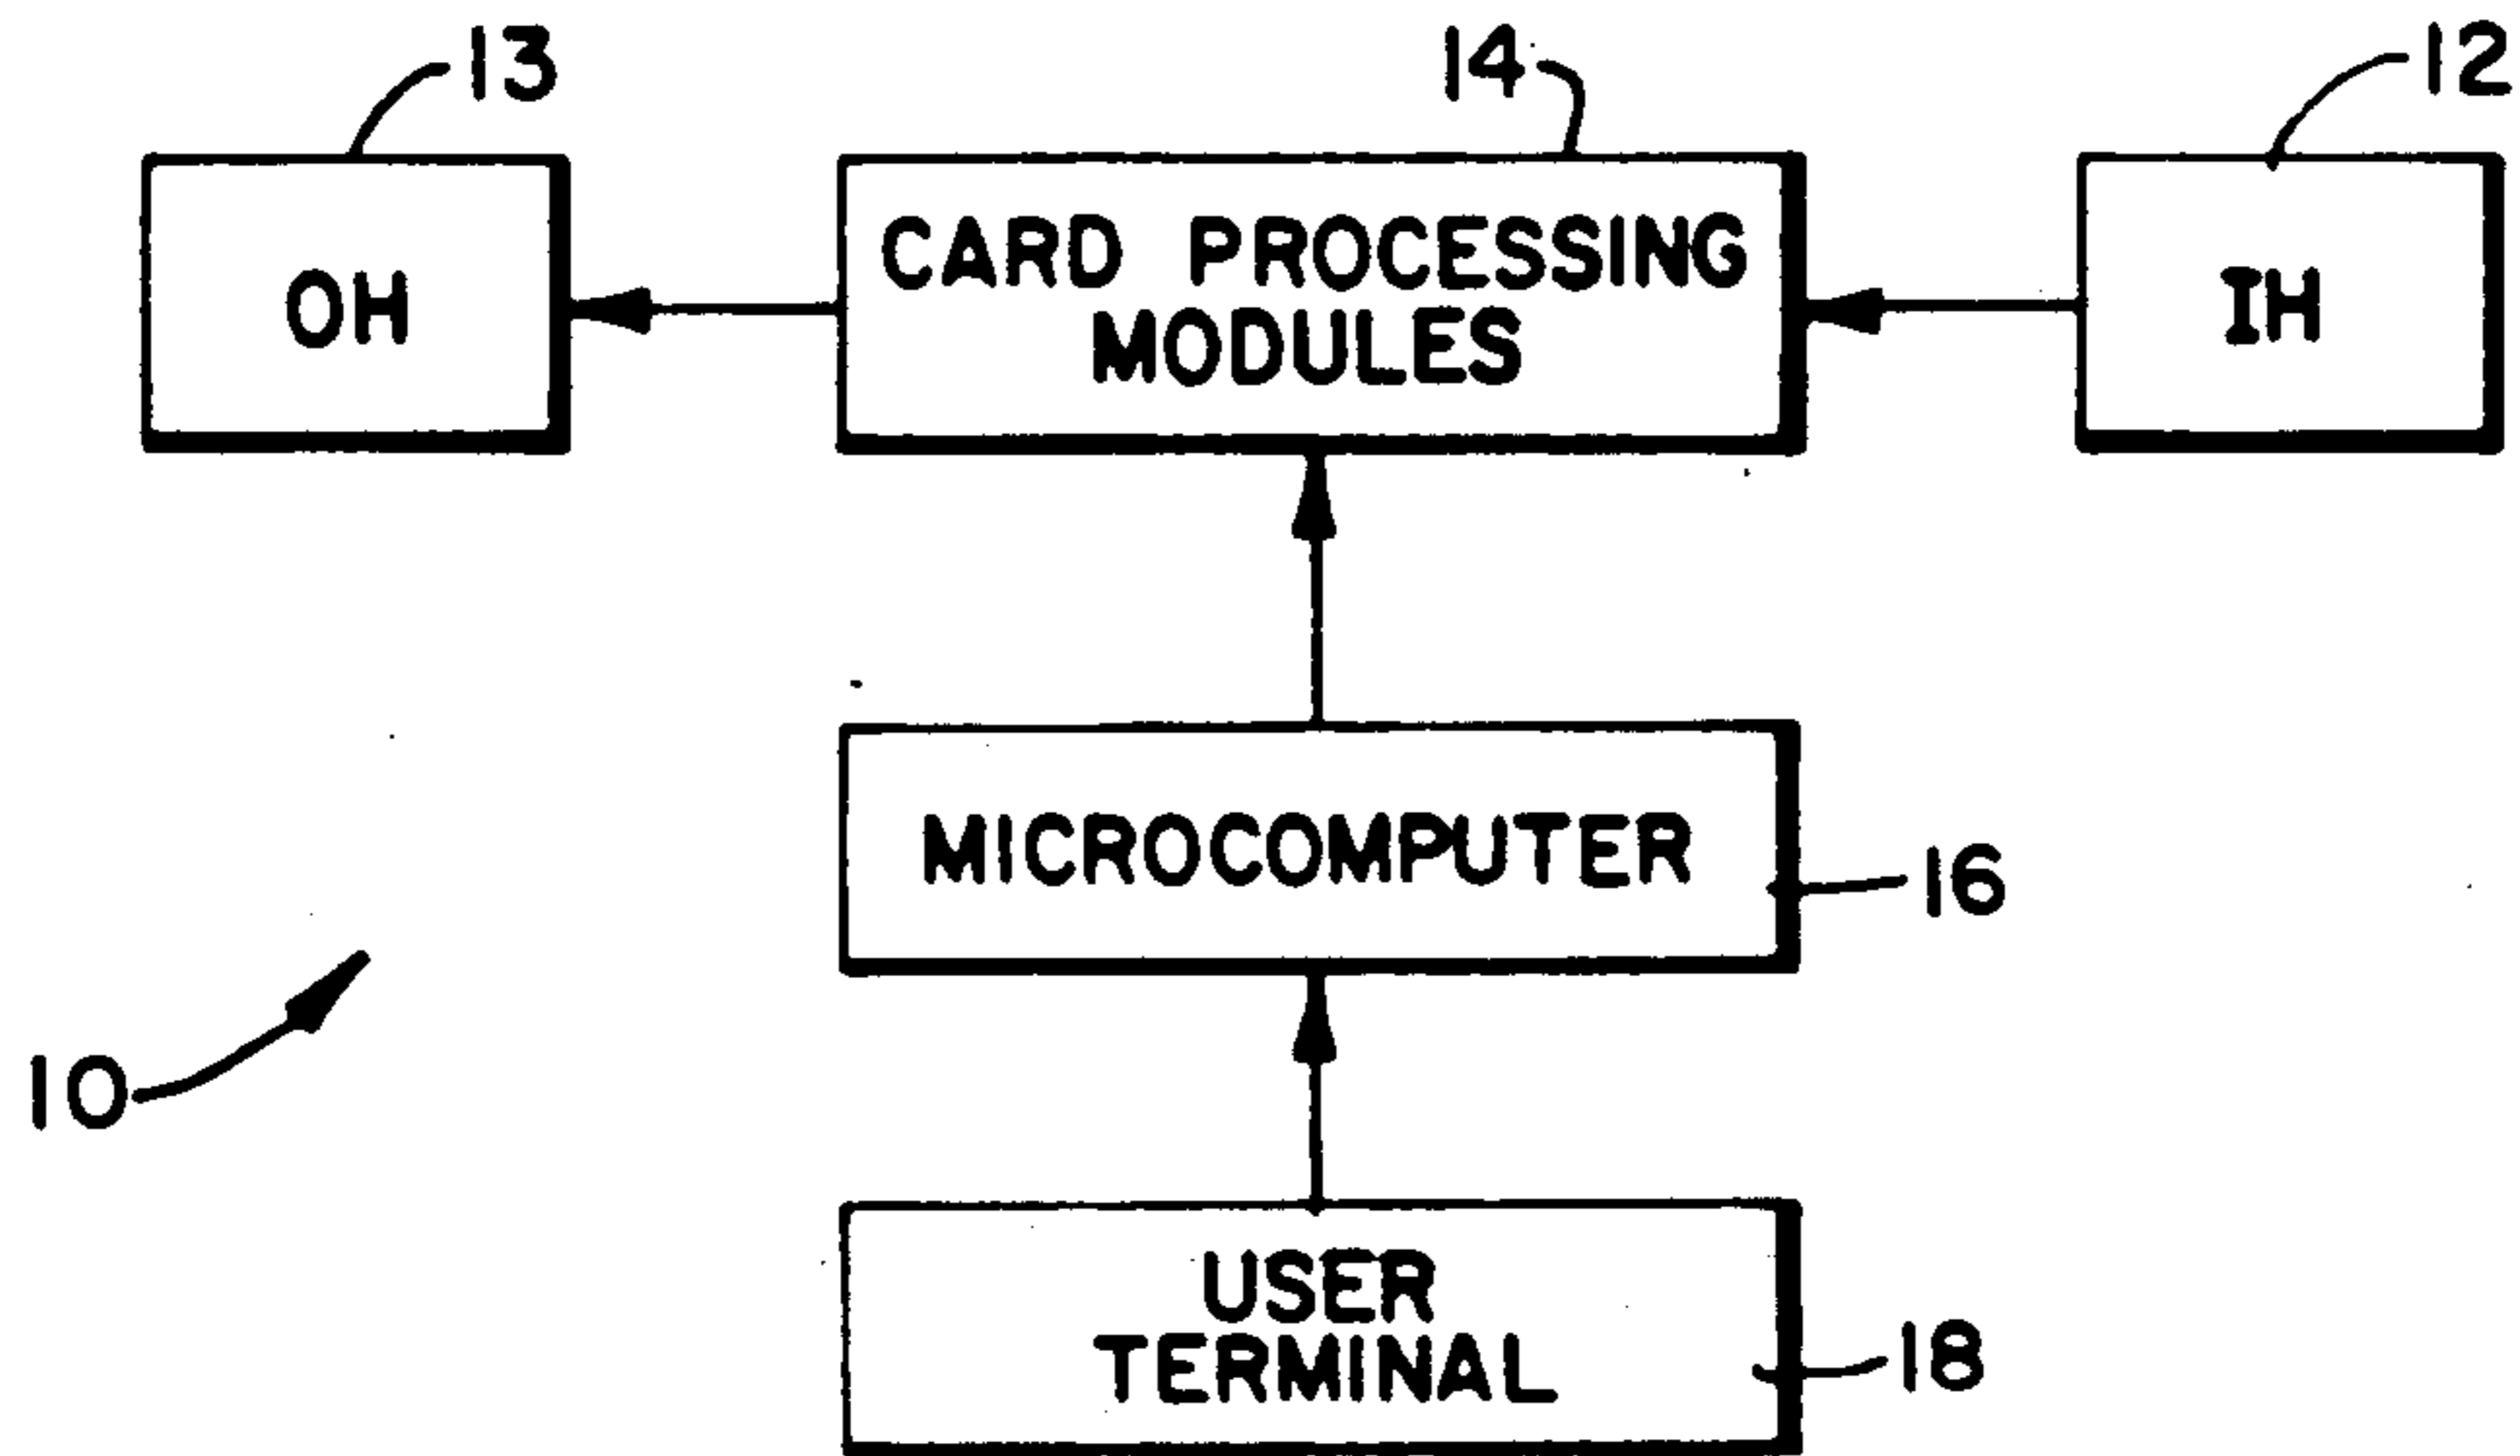 13
14
12
OH
CARD PROCESSING
MODULES
IH
MICROCOMPUTER
16
10
USER
TERMINAL
18